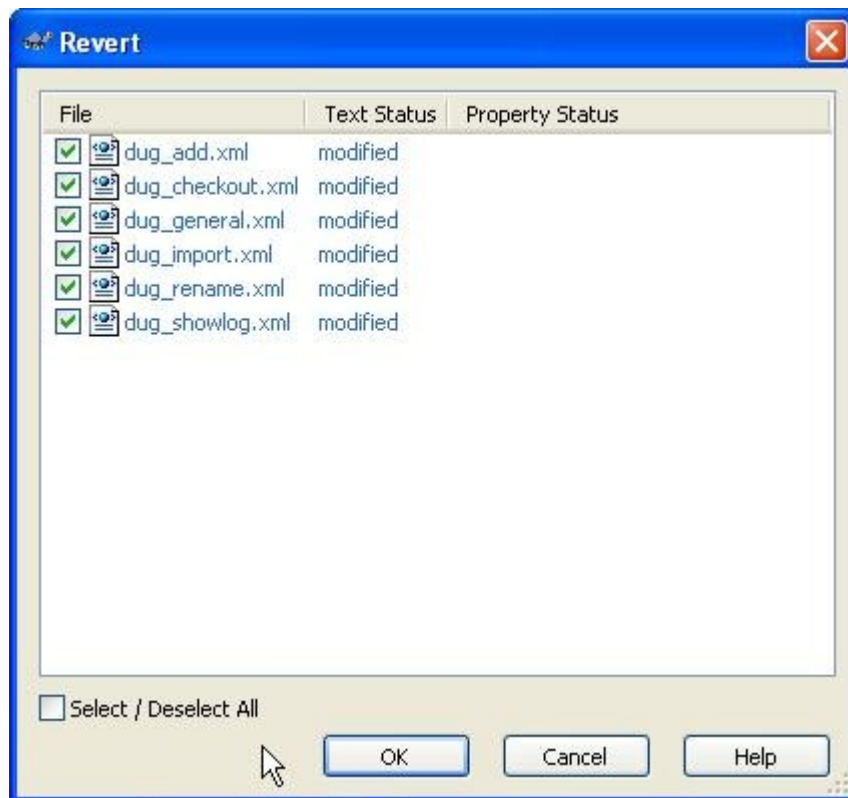 Revert
File Text Status Property Status
dug_add.xml modified
dug_checkout.xml modified
dug_general.xml modified
dug_import.xml modified
dug_rename.xml modified
dug_showlog.xml modified
Select / Deselect All
OK Cancel Help